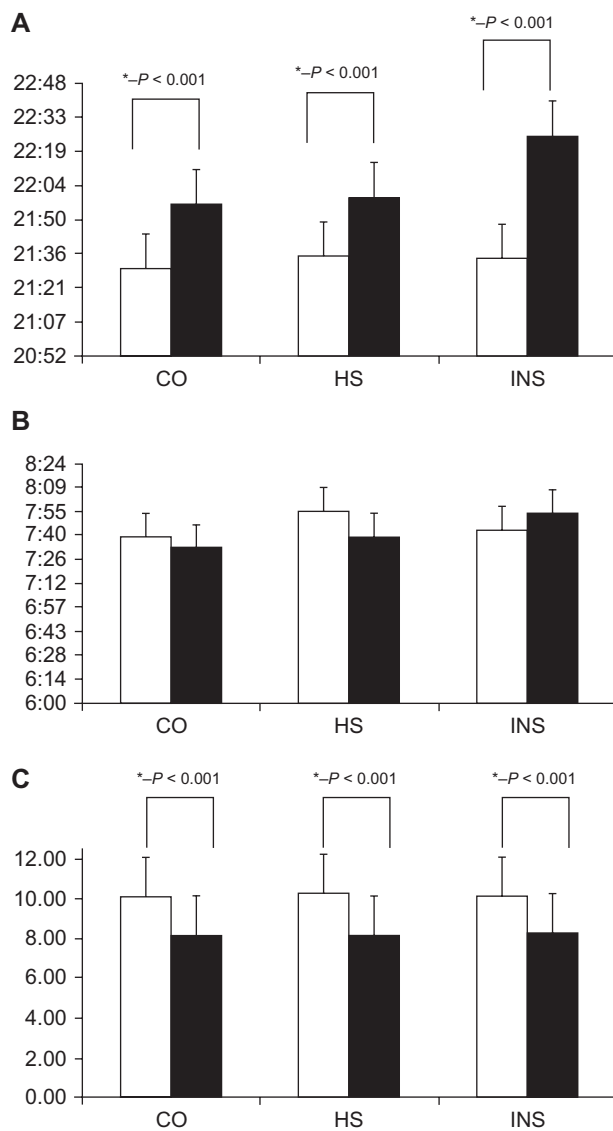 A
*–P < 0.001
*–P < 0.001
*–P < 0.001
22:48
22:33
22:19
22:04
21:50
21:36
21:21
21:07
20:52
CO HS INS
B
8:24
8:09
7:55
7:40
7:26
7:12
6:57
6:43
6:28
6:14
6:00
CO HS INS
C
*–P < 0.001 *–P < 0.001 *–P < 0.001
12.00
10.00
8.00
6.00
4.00
2.00
0.00
CO HS INS